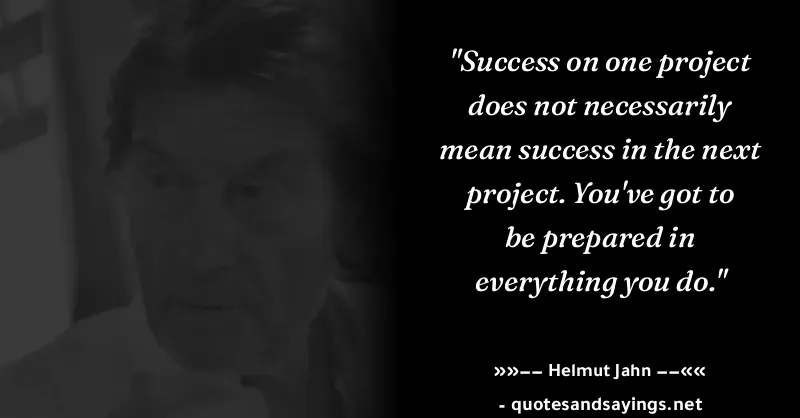 "Success on one project
does not necessarily
mean success in the next
project. You've got to
be prepared in
everything you do."
»»–– Helmut Jahn ––««
- quotesandsayings.net